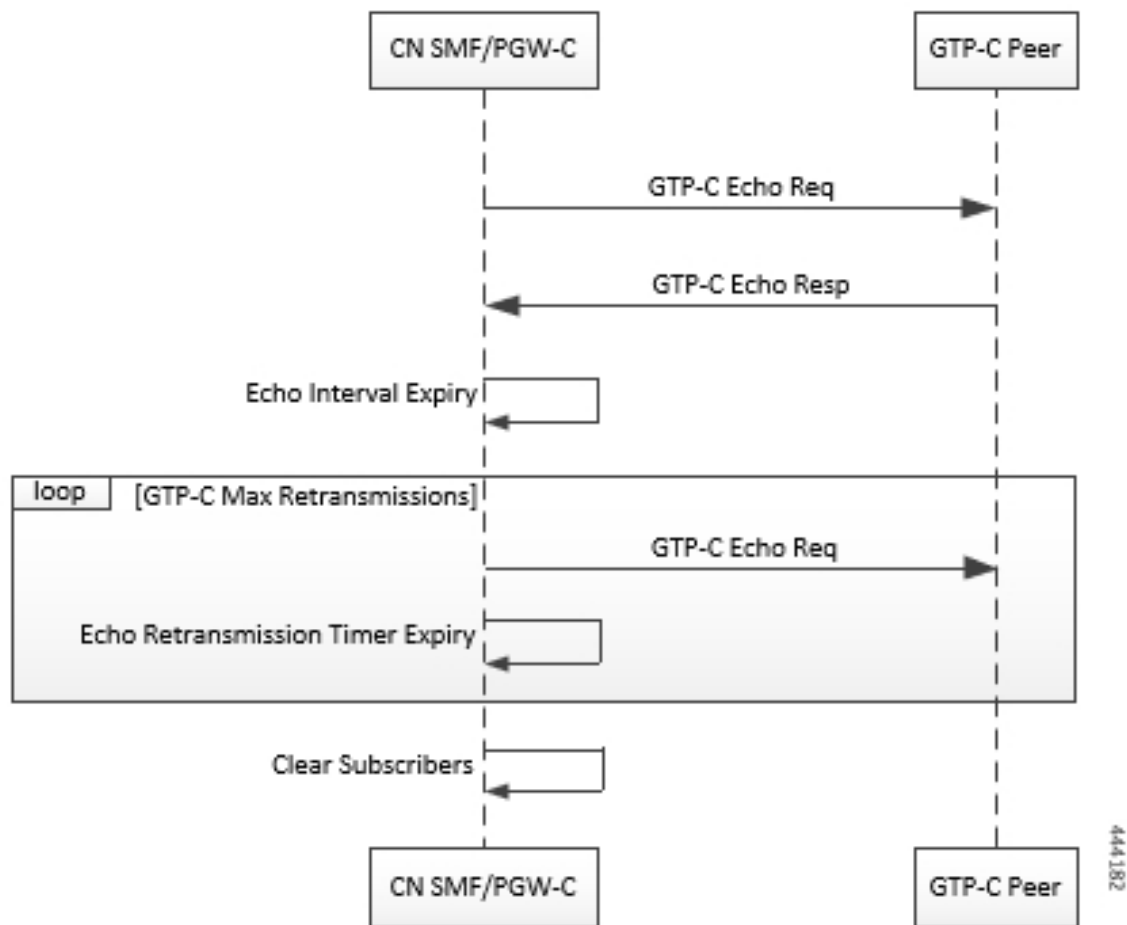 CN SMF/PGW-C
GTP-C Peer
GTP-C Echo Req
GTP-C Echo Resp
Echo Interval Expiry
loop
[GTP-C Max Retransmissions]
GTP-C Echo Req
Echo Retransmission Timer Expiry
Clear Subscribers
CN SMF/PGW-C
GTP-C Peer
444182